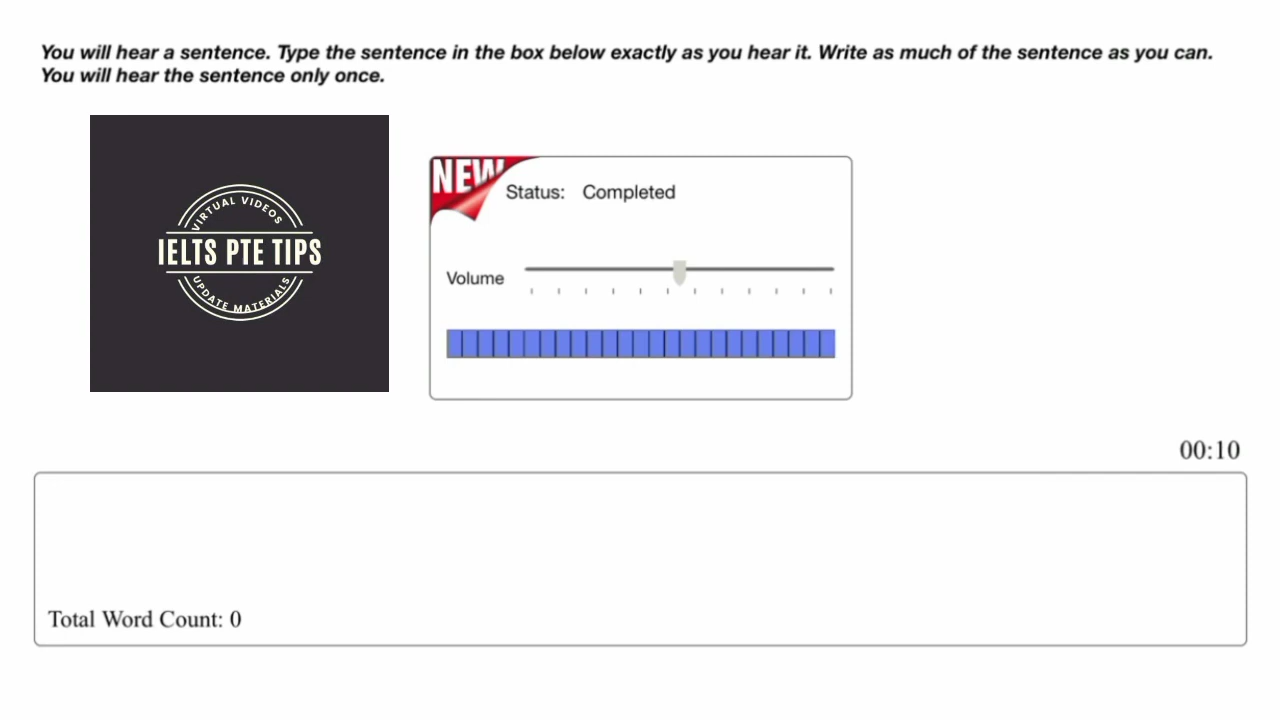 You will hear a sentence. Type the sentence in the box below exactly as you hear it. Write as much of the sentence as you can.
You will hear the sentence only once.
VIRTUAL VIDEOS
IELTS PTE TIPS
UPDATE MATERIALS
NEW
Status: Completed
Volume
00:10
Total Word Count: 0